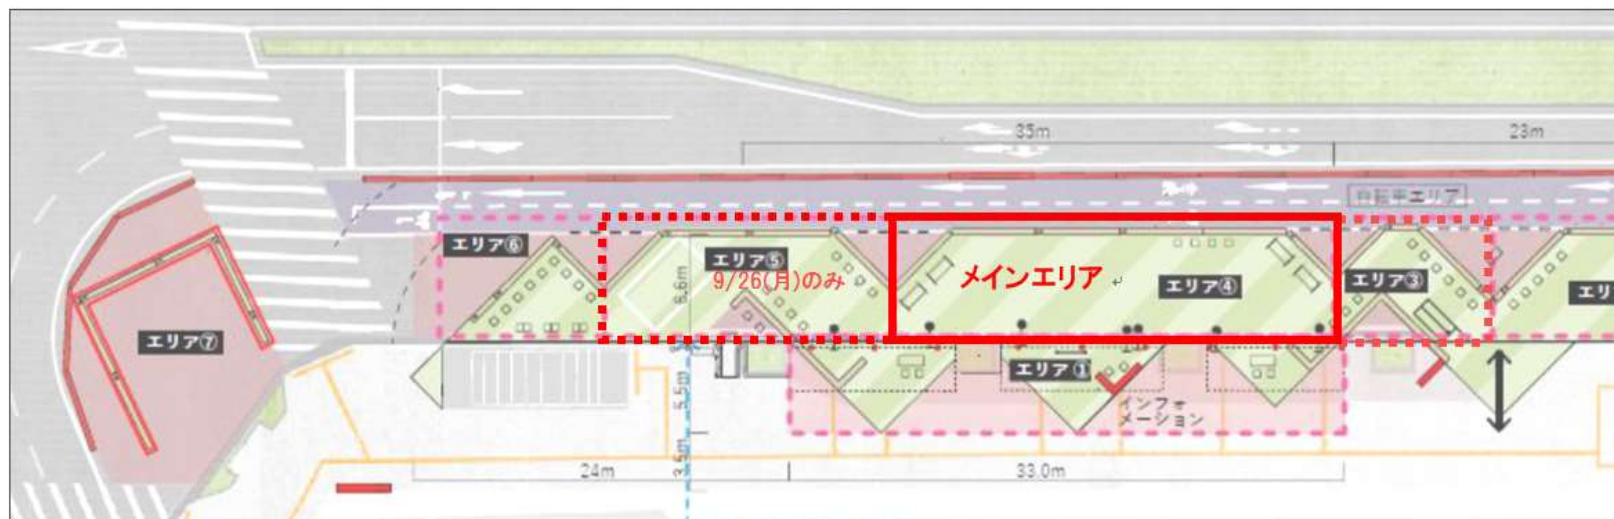 35m
23m
自転車エリア
エリア⑥
エリア⑤
9/26(月)のみ
6.6m
メインエリア
エリア④
エリア③
エリ
エリア⑦
エリア①
インフォ
メーション
5.5m
3.5m
24m
33.0m